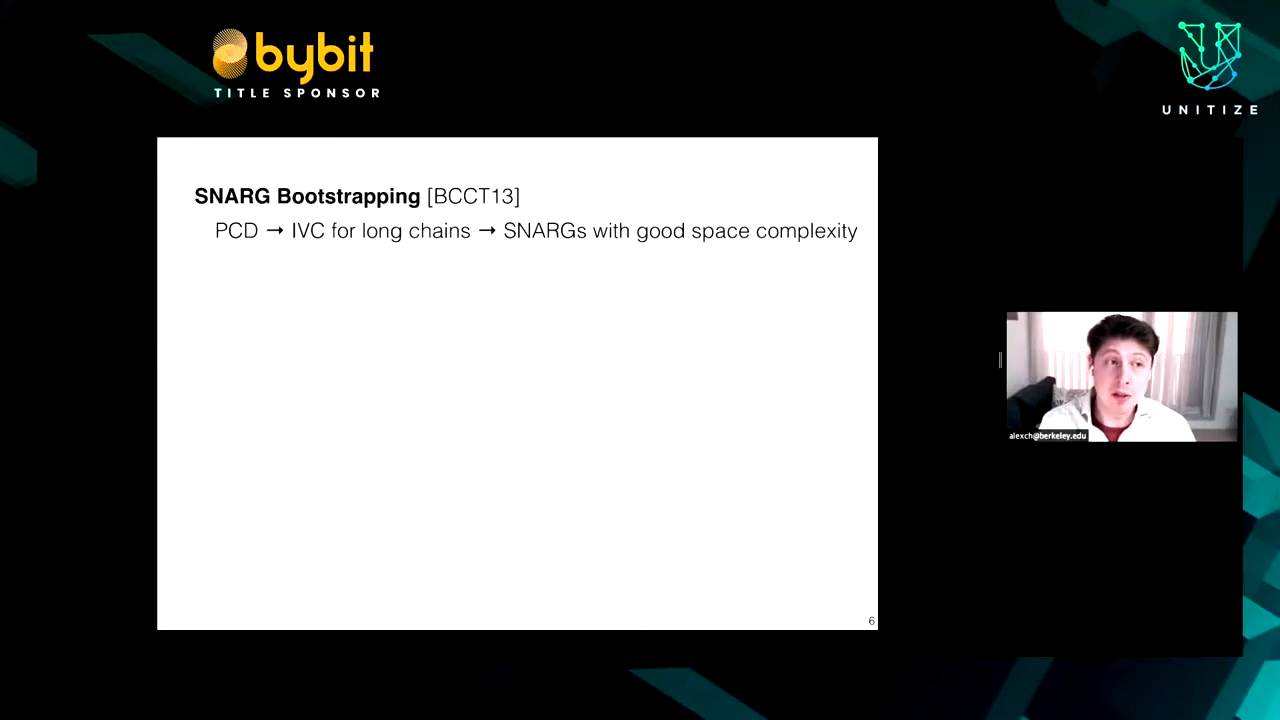 bybit
TITLE SPONSOR
UNITIZE
SNARG Bootstrapping [BCCT13]
PCD → IVC for long chains → SNARGs with good space complexity
alexch@berkeley.edu
6